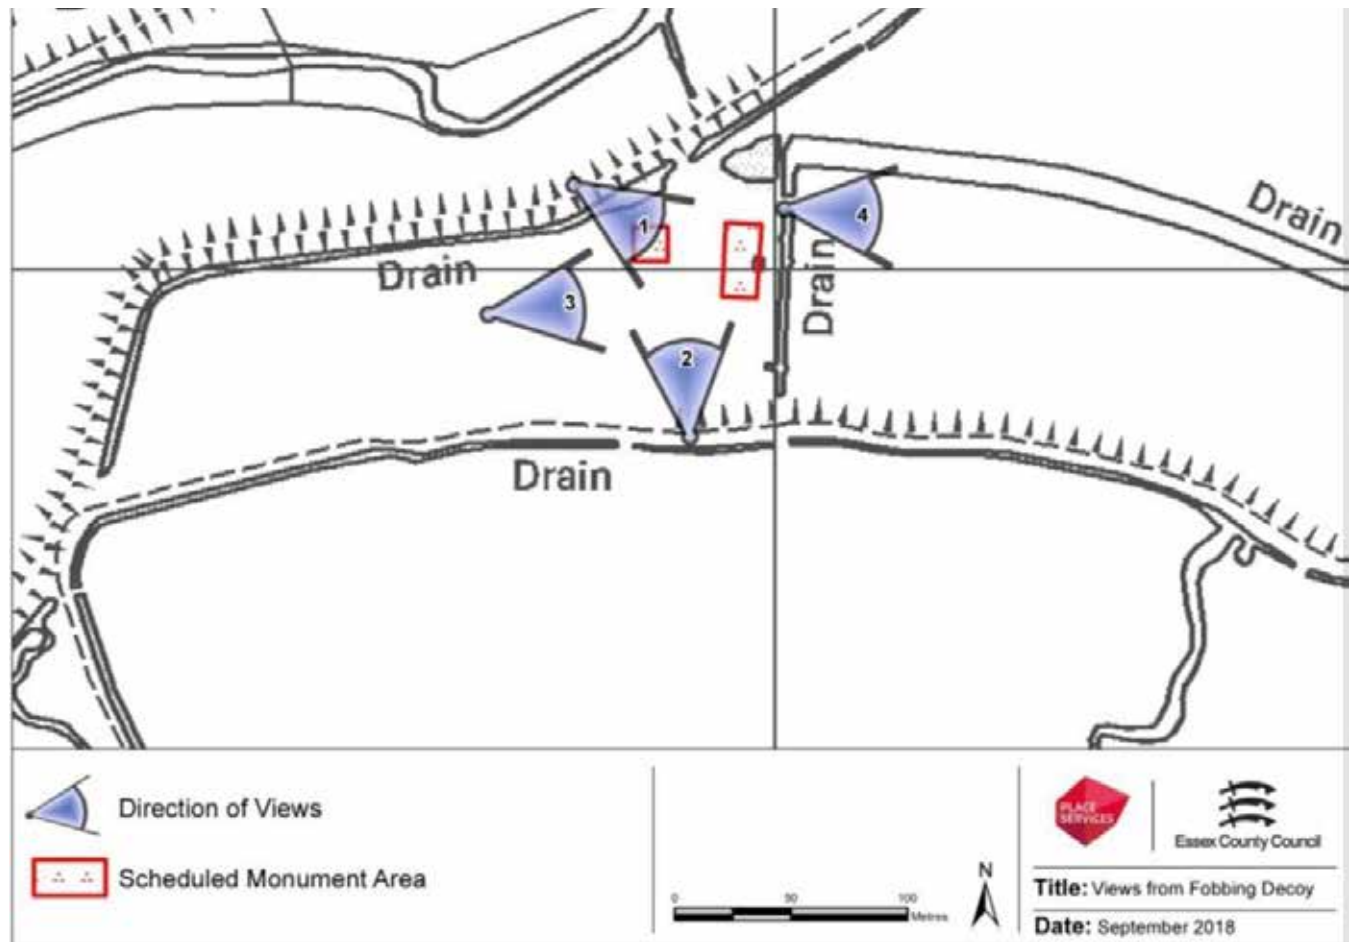 Drain
1
4
Drain
3
Drain
2
Drain
Direction of Views
Scheduled Monument Area
N
0 50 100
Metres
PLACE
SERVICES
Essex County Council
Title: Views from Fobbing Decoy
Date: September 2018